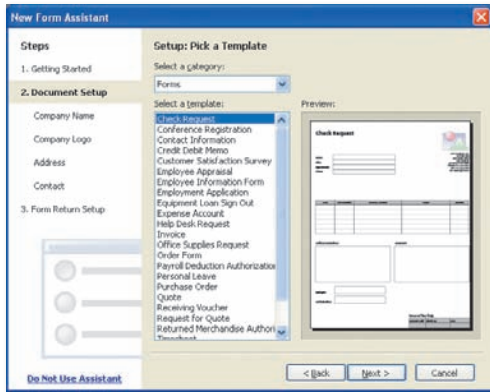 New Form Assistant
Steps
1. Getting Started
2. Document Setup
Company Name
Company Logo
Address
Contact
3. Form Return Setup
Do Not Use Assistant
Setup: Pick a Template
Select a category:
Forms
Select a template:
Check Request
Conference Registration
Contact Information
Credit Debit Memo
Customer Satisfaction Survey
Employee Appraisal
Employee Information Form
Employment Application
Equipment Loan Sign Out
Expense Account
Help Desk Request
Invoice
Office Supplies Request
Order Form
Payroll Deduction Authorization
Personal Leave
Purchase Order
Quote
Receiving Voucher
Request for Quote
Returned Merchandise Authori
Timesheet
Preview:
Check Request
< Back
Next >
Cancel